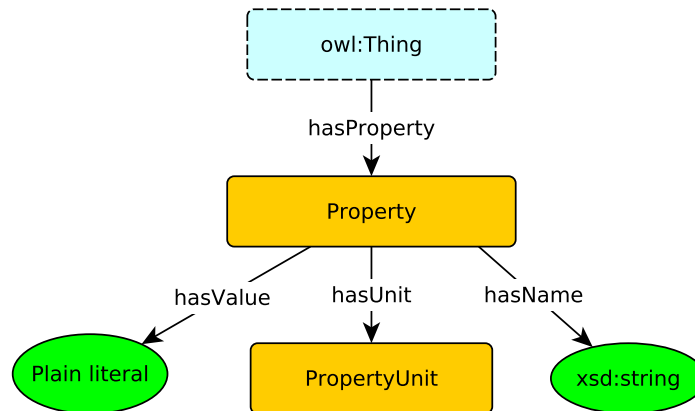 owl:Thing
hasProperty
Property
hasValue
hasUnit
hasName
Plain literal
PropertyUnit
xsd:string